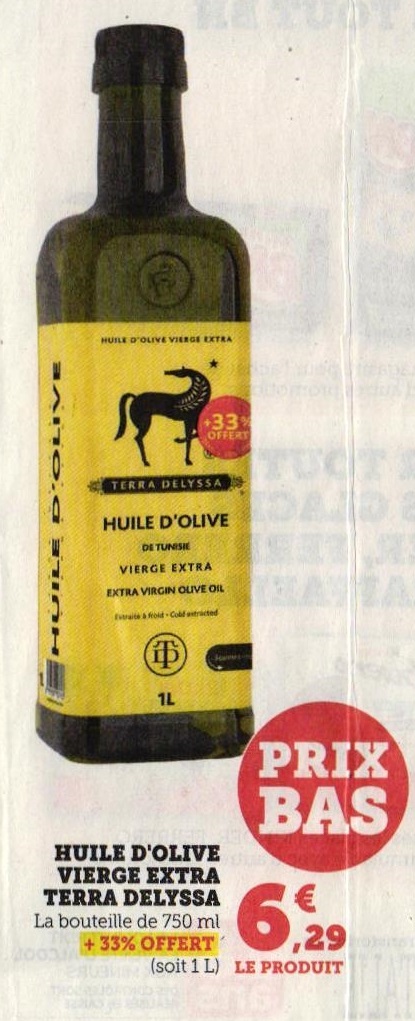 HUILE D'OLIVE VIERGE EXTRA
HUILE D'OLIVE
+33%
OFFERT
TERRA DELYSSA
HUILE D'OLIVE
DE TUNISIE
VIERGE EXTRA
EXTRA VIRGIN OLIVE OIL
Extraite à froid - Cold extracted
1L
PRIX
BAS
HUILE D'OLIVE
VIERGE EXTRA
TERRA DELYSSA
La bouteille de 750 ml
+ 33% OFFERT
(soit 1 L)
6€,29
LE PRODUIT